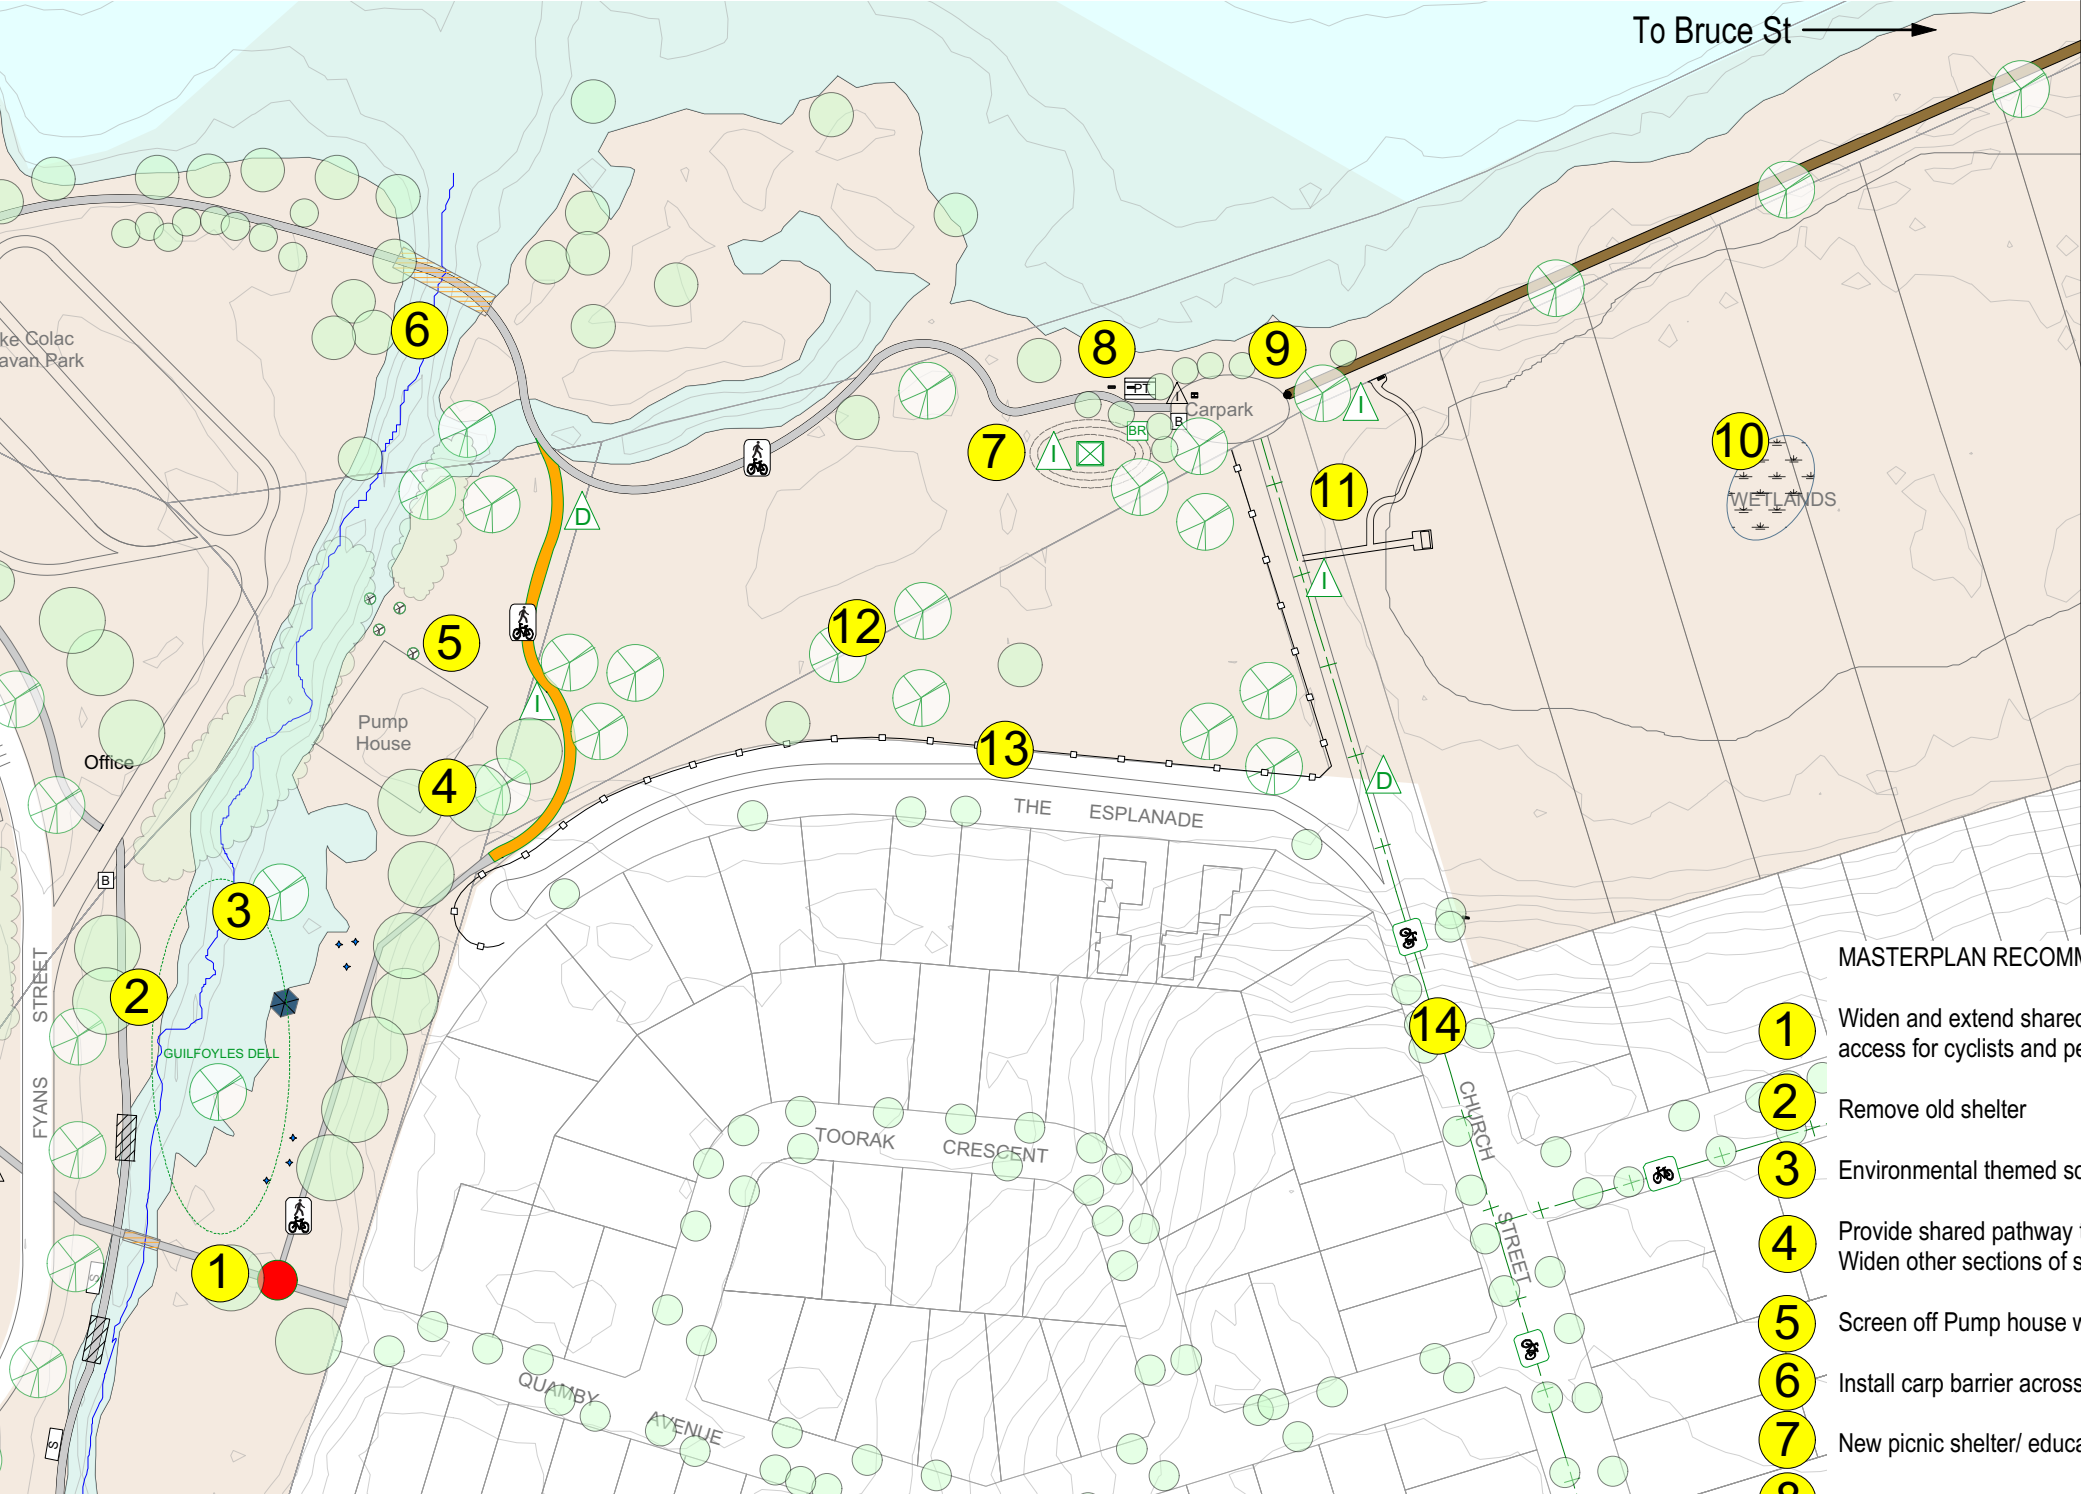 To Bruce St
6
ke Colac
avan Park
8
9
PT
I
Carpark
B
BR
7
I
I
10
WETLANDS
11
D
I
12
5
I
Pump
House
Office
4
13
D
THE ESPLANADE
B
3
2
FYANS STREET
GUILFOYLES DELL
14
CHURCH
STREET
TOORAK CRESCENT
1
S
S
QUAMBY
AVENUE
MASTERPLAN RECOMM
1 Widen and extend shared
access for cyclists and pe
2 Remove old shelter
3 Environmental themed sc
4 Provide shared pathway
Widen other sections of s
5 Screen off Pump house w
6 Install carp barrier across
7 New picnic shelter/ educa
8